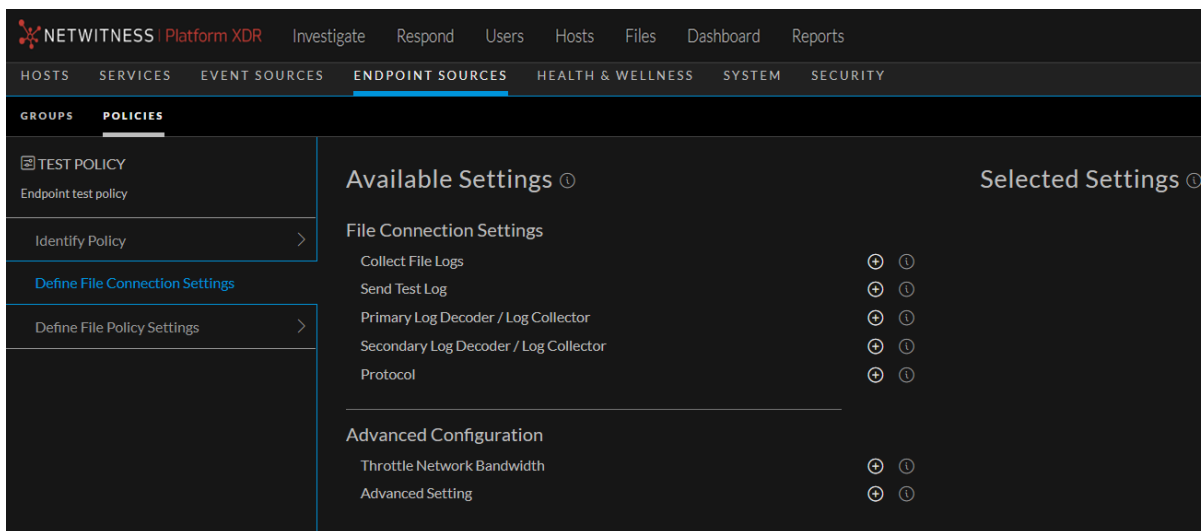 NETWITNESS | Platform XDR Investigate Respond Users Hosts Files Dashboard Reports
HOSTS SERVICES EVENT SOURCES ENDPOINT SOURCES HEALTH & WELLNESS SYSTEM SECURITY
GROUPS POLICIES
TEST POLICY
Endpoint test policy
Identify Policy
Define File Connection Settings
Define File Policy Settings
Available Settings
File Connection Settings
Collect File Logs
Send Test Log
Primary Log Decoder / Log Collector
Secondary Log Decoder / Log Collector
Protocol
Advanced Configuration
Throttle Network Bandwidth
Advanced Setting
Selected Settings